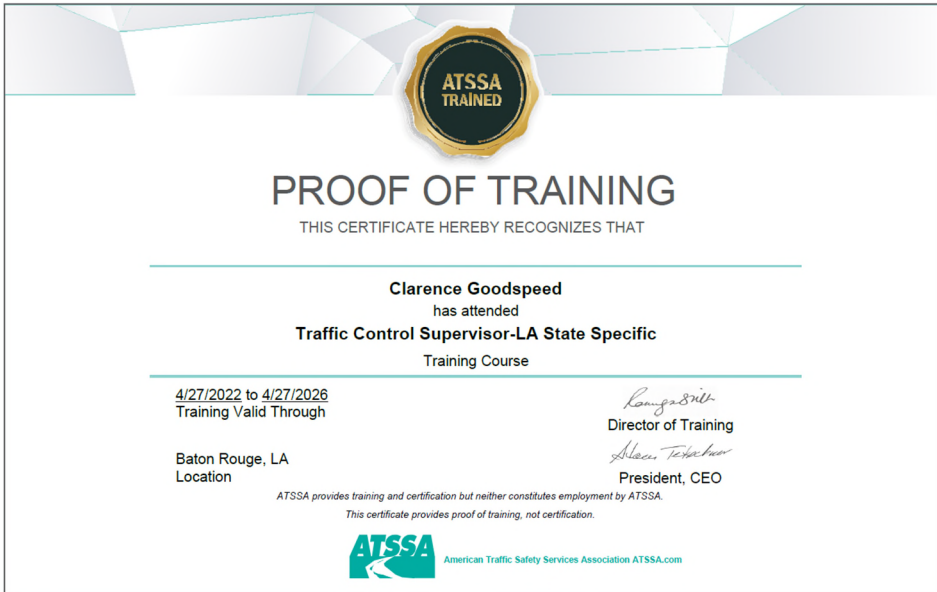 ATSSA
TRAINED
PROOF OF TRAINING
THIS CERTIFICATE HEREBY RECOGNIZES THAT
Clarence Goodspeed
has attended
Traffic Control Supervisor-LA State Specific
Training Course
4/27/2022 to 4/27/2026
Training Valid Through
Director of Training
Baton Rouge, LA
Location
President, CEO
ATSSA provides training and certification but neither constitutes employment by ATSSA.
This certificate provides proof of training, not certification.
ATSSA
American Traffic Safety Services Association ATSSA.com